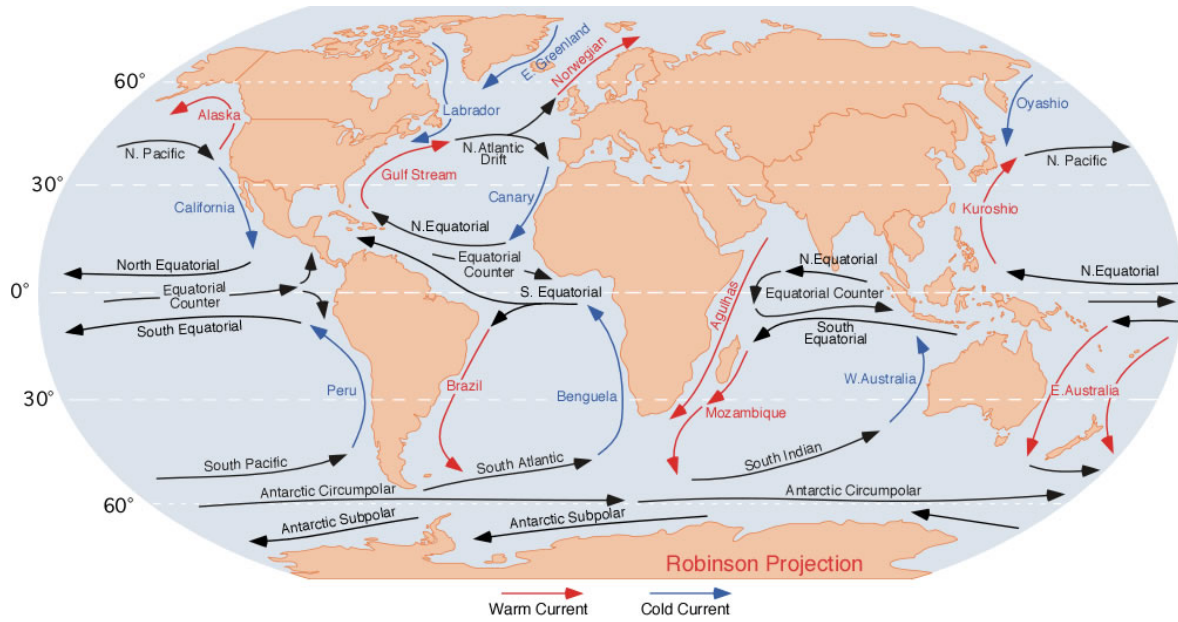 E. Greenland
Norwegian
60°
Alaska
Labrador
Oyashio
N. Pacific
N. Atlantic
Drift
N. Pacific
30°
Gulf Stream
California
Canary
Kuroshio
N.Equatorial
North Equatorial
Equatorial
Counter
N.Equatorial
N.Equatorial
0°
Equatorial
Counter
S. Equatorial
Agulhas
Equatorial Counter
South Equatorial
South
Equatorial
Peru
Brazil
Benguela
W.Australia
E.Australia
30°
Mozambique
South Pacific
South Atlantic
South Indian
Antarctic Circumpolar
Antarctic Circumpolar
60°
Antarctic Subpolar
Antarctic Subpolar
Robinson Projection
Warm Current
Cold Current